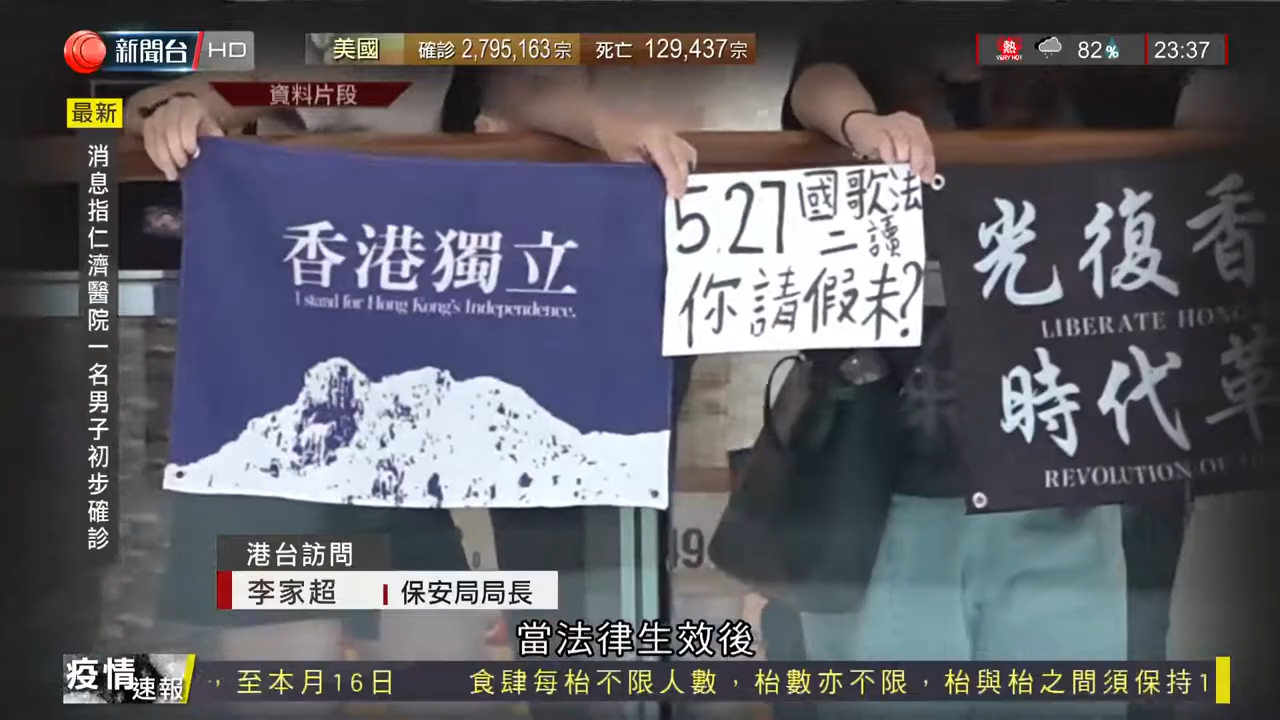 新聞台 HD
美國 確診 2,795,163宗 死亡 129,437宗
熱 VERY HOT 82% 23:37
資料片段
最新
消息指仁濟醫院一名男子初步確診
香港獨立
I stand for Hong Kong's Independence.
5.27 國歌法
二讀
你請假未?
光復香
LIBERATE HON
時代革
REVOLUTION OF
港台訪問
李家超 保安局局長
當法律生效後
疫情速報 ,至本月16日 食肆每枱不限人數,枱數亦不限,枱與枱之間須保持1